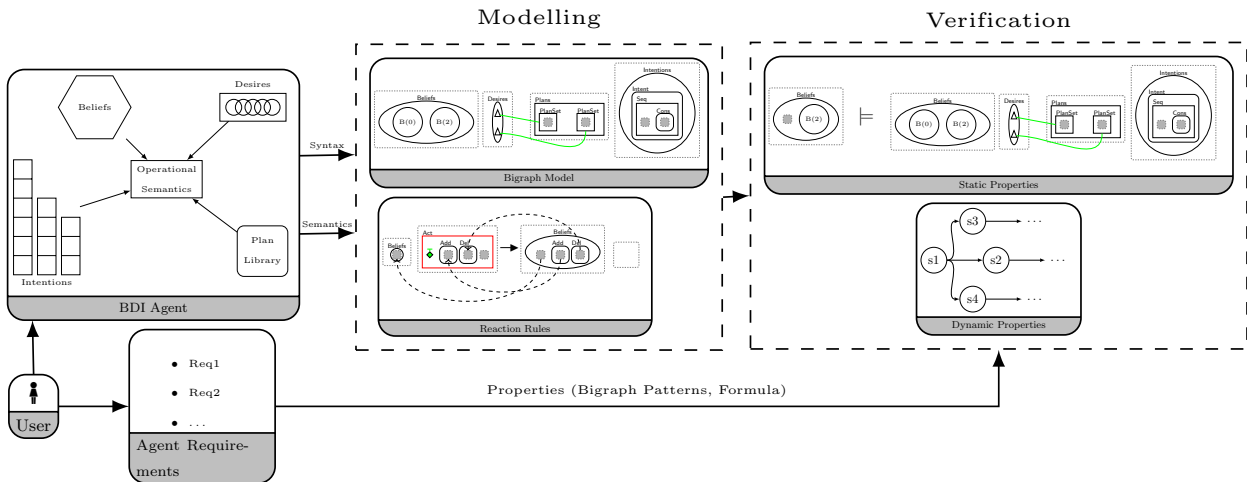 Modelling
Verification
Beliefs
Desires
Operational
Semantics
Plan
Library
Intentions
BDI Agent
Syntax
Semantics
Beliefs
B(0)
B(2)
Desires
Plans
PlanSet
PlanSet
Intentions
Intent
Seq
Cons
Bigraph Model
Beliefs
Act
Add
Del
Beliefs
Add
Del
Reaction Rules
Beliefs
B(2)
⊨
Beliefs
B(0)
B(2)
Desires
Plans
PlanSet
PlanSet
Intentions
Intent
Seq
Cons
Static Properties
s1
s3
· · ·
s2
· · ·
s4
· · ·
Dynamic Properties
User
• Req1
• Req2
• . . .
Agent Require-
ments
Properties (Bigraph Patterns, Formula)